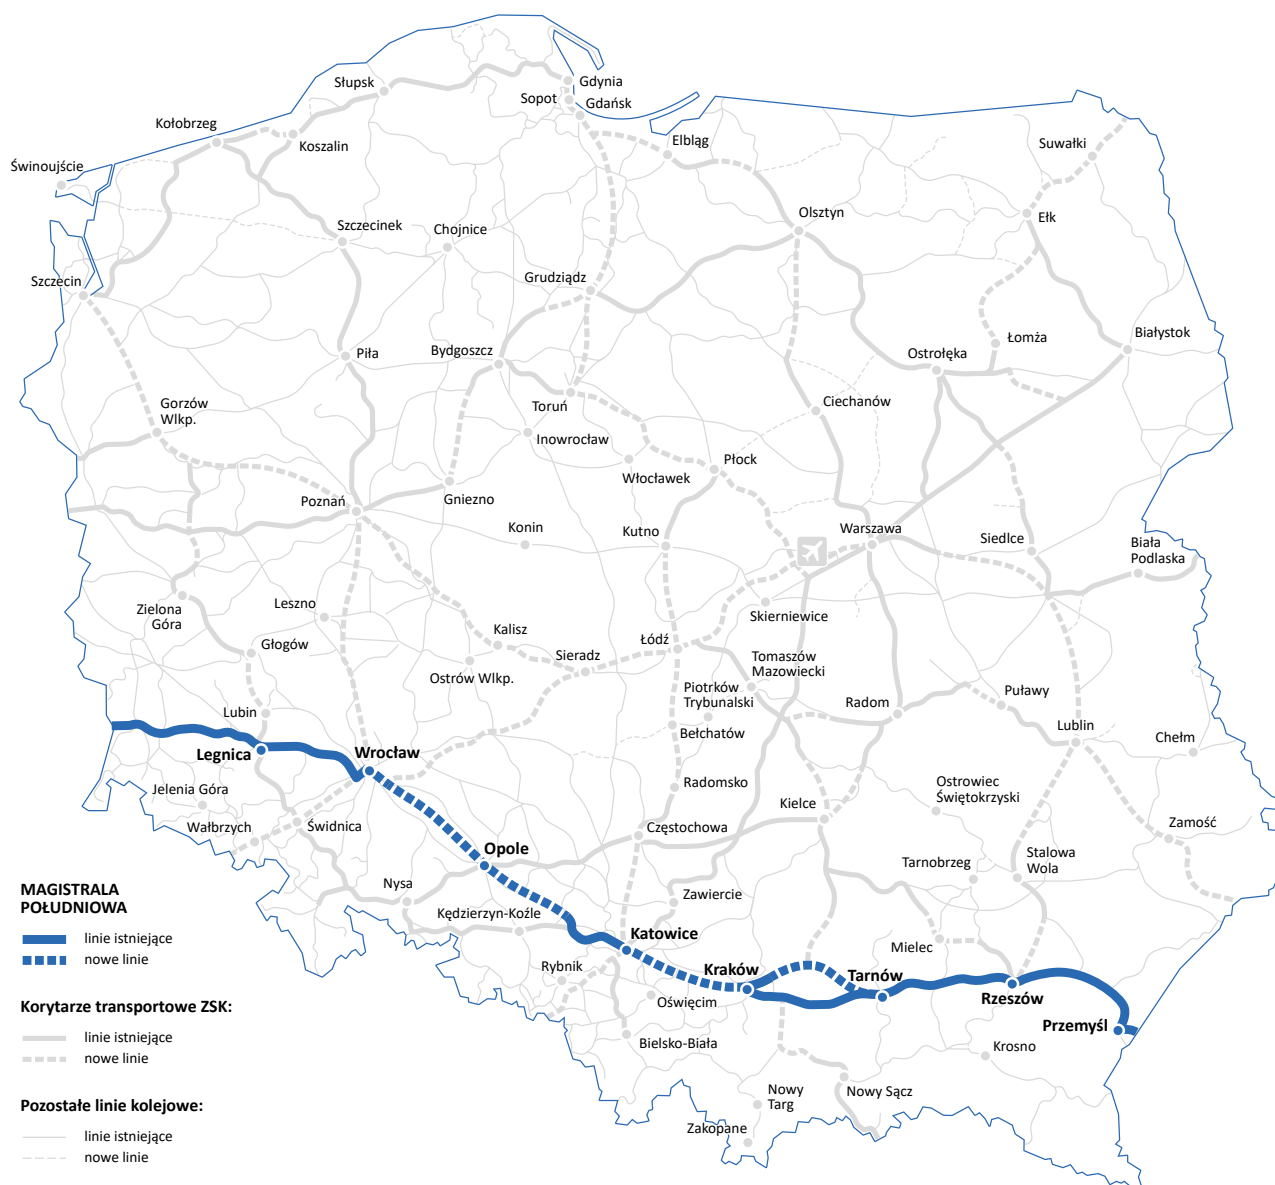 Gdynia
Słupsk
Sopot
Gdańsk
Kołobrzeg
Koszalin
Elbląg
Suwałki
Świnoujście
Olsztyn
Ełk
Szczecinek
Chojnice
Szczecin
Grudziądz
Łomża
Białystok
Piła
Bydgoszcz
Ostrołęka
Gorzów
Wlkp.
Toruń
Ciechanów
Inowrocław
Włocławek
Płock
Poznań
Gniezno
Konin
Kutno
Warszawa
Siedlce
Biała
Podlaska
Zielona
Góra
Leszno
Skierniewice
Głogów
Kalisz
Łódź
Sieradz
Ostrów Wlkp.
Tomaszów
Mazowiecki
Piotrków
Trybunalski
Radom
Puławy
Lubin
Bełchatów
Lublin
Chełm
Legnica
Wrocław
Jelenia Góra
Radomsko
Ostrowiec
Świętokrzyski
Kielce
Wałbrzych
Świdnica
Częstochowa
Zamość
Opole
Tarnobrzeg
Stalowa
Wola
Nysa
Zawiercie
Kędzierzyn-Koźle
Katowice
Mielec
Rybnik
Kraków
Tarnów
Oświęcim
Rzeszów
Przemyśl
Bielsko-Biała
Krosno
Nowy
Targ
Nowy Sącz
Zakopane
MAGISTRALA
POŁUDNIOWA
linie istniejące
nowe linie
Korytarze transportowe ZSK:
linie istniejące
nowe linie
Pozostałe linie kolejowe:
linie istniejące
nowe linie